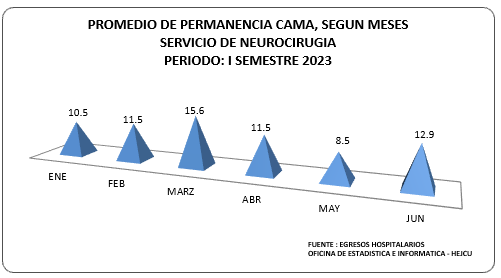 PROMEDIO DE PERMANENCIA CAMA, SEGUN MESES
SERVICIO DE NEUROCIRUGIA
PERIODO: I SEMESTRE 2023
10.5
11.5
15.6
11.5
8.5
12.9
ENE
FEB
MARZ
ABR
MAY
JUN
FUENTE : EGRESOS HOSPITALARIOS
OFICINA DE ESTADISTICA E INFORMATICA - HEJCU